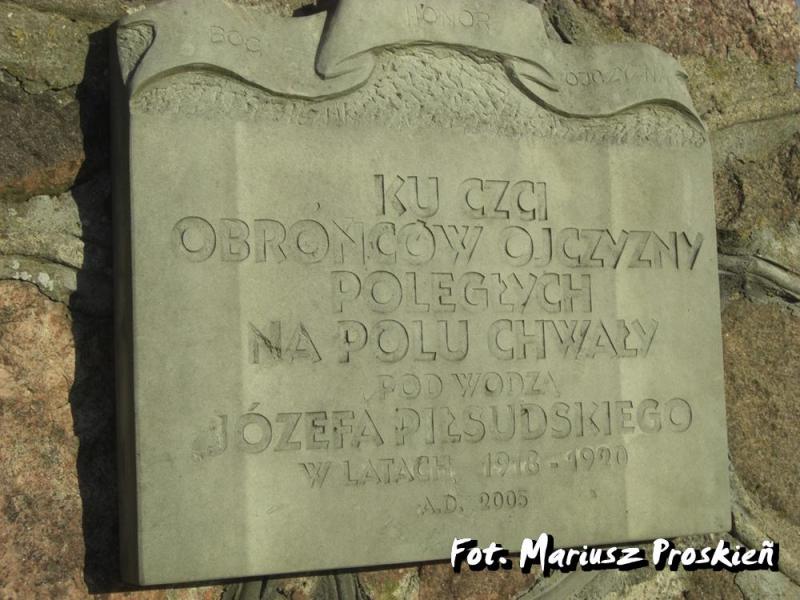 BÓG, HONOR OJCZYZNA
KU CZCI
OBROŃCÓW OJCZYZNY
POLEGŁYCH
NA POLU CHWAŁY
POD WODZĄ
JÓZEFA PIŁSUDSKIEGO
W LATACH, 1918-1920
A.D. 2005
Fot. Mariusz Proskień